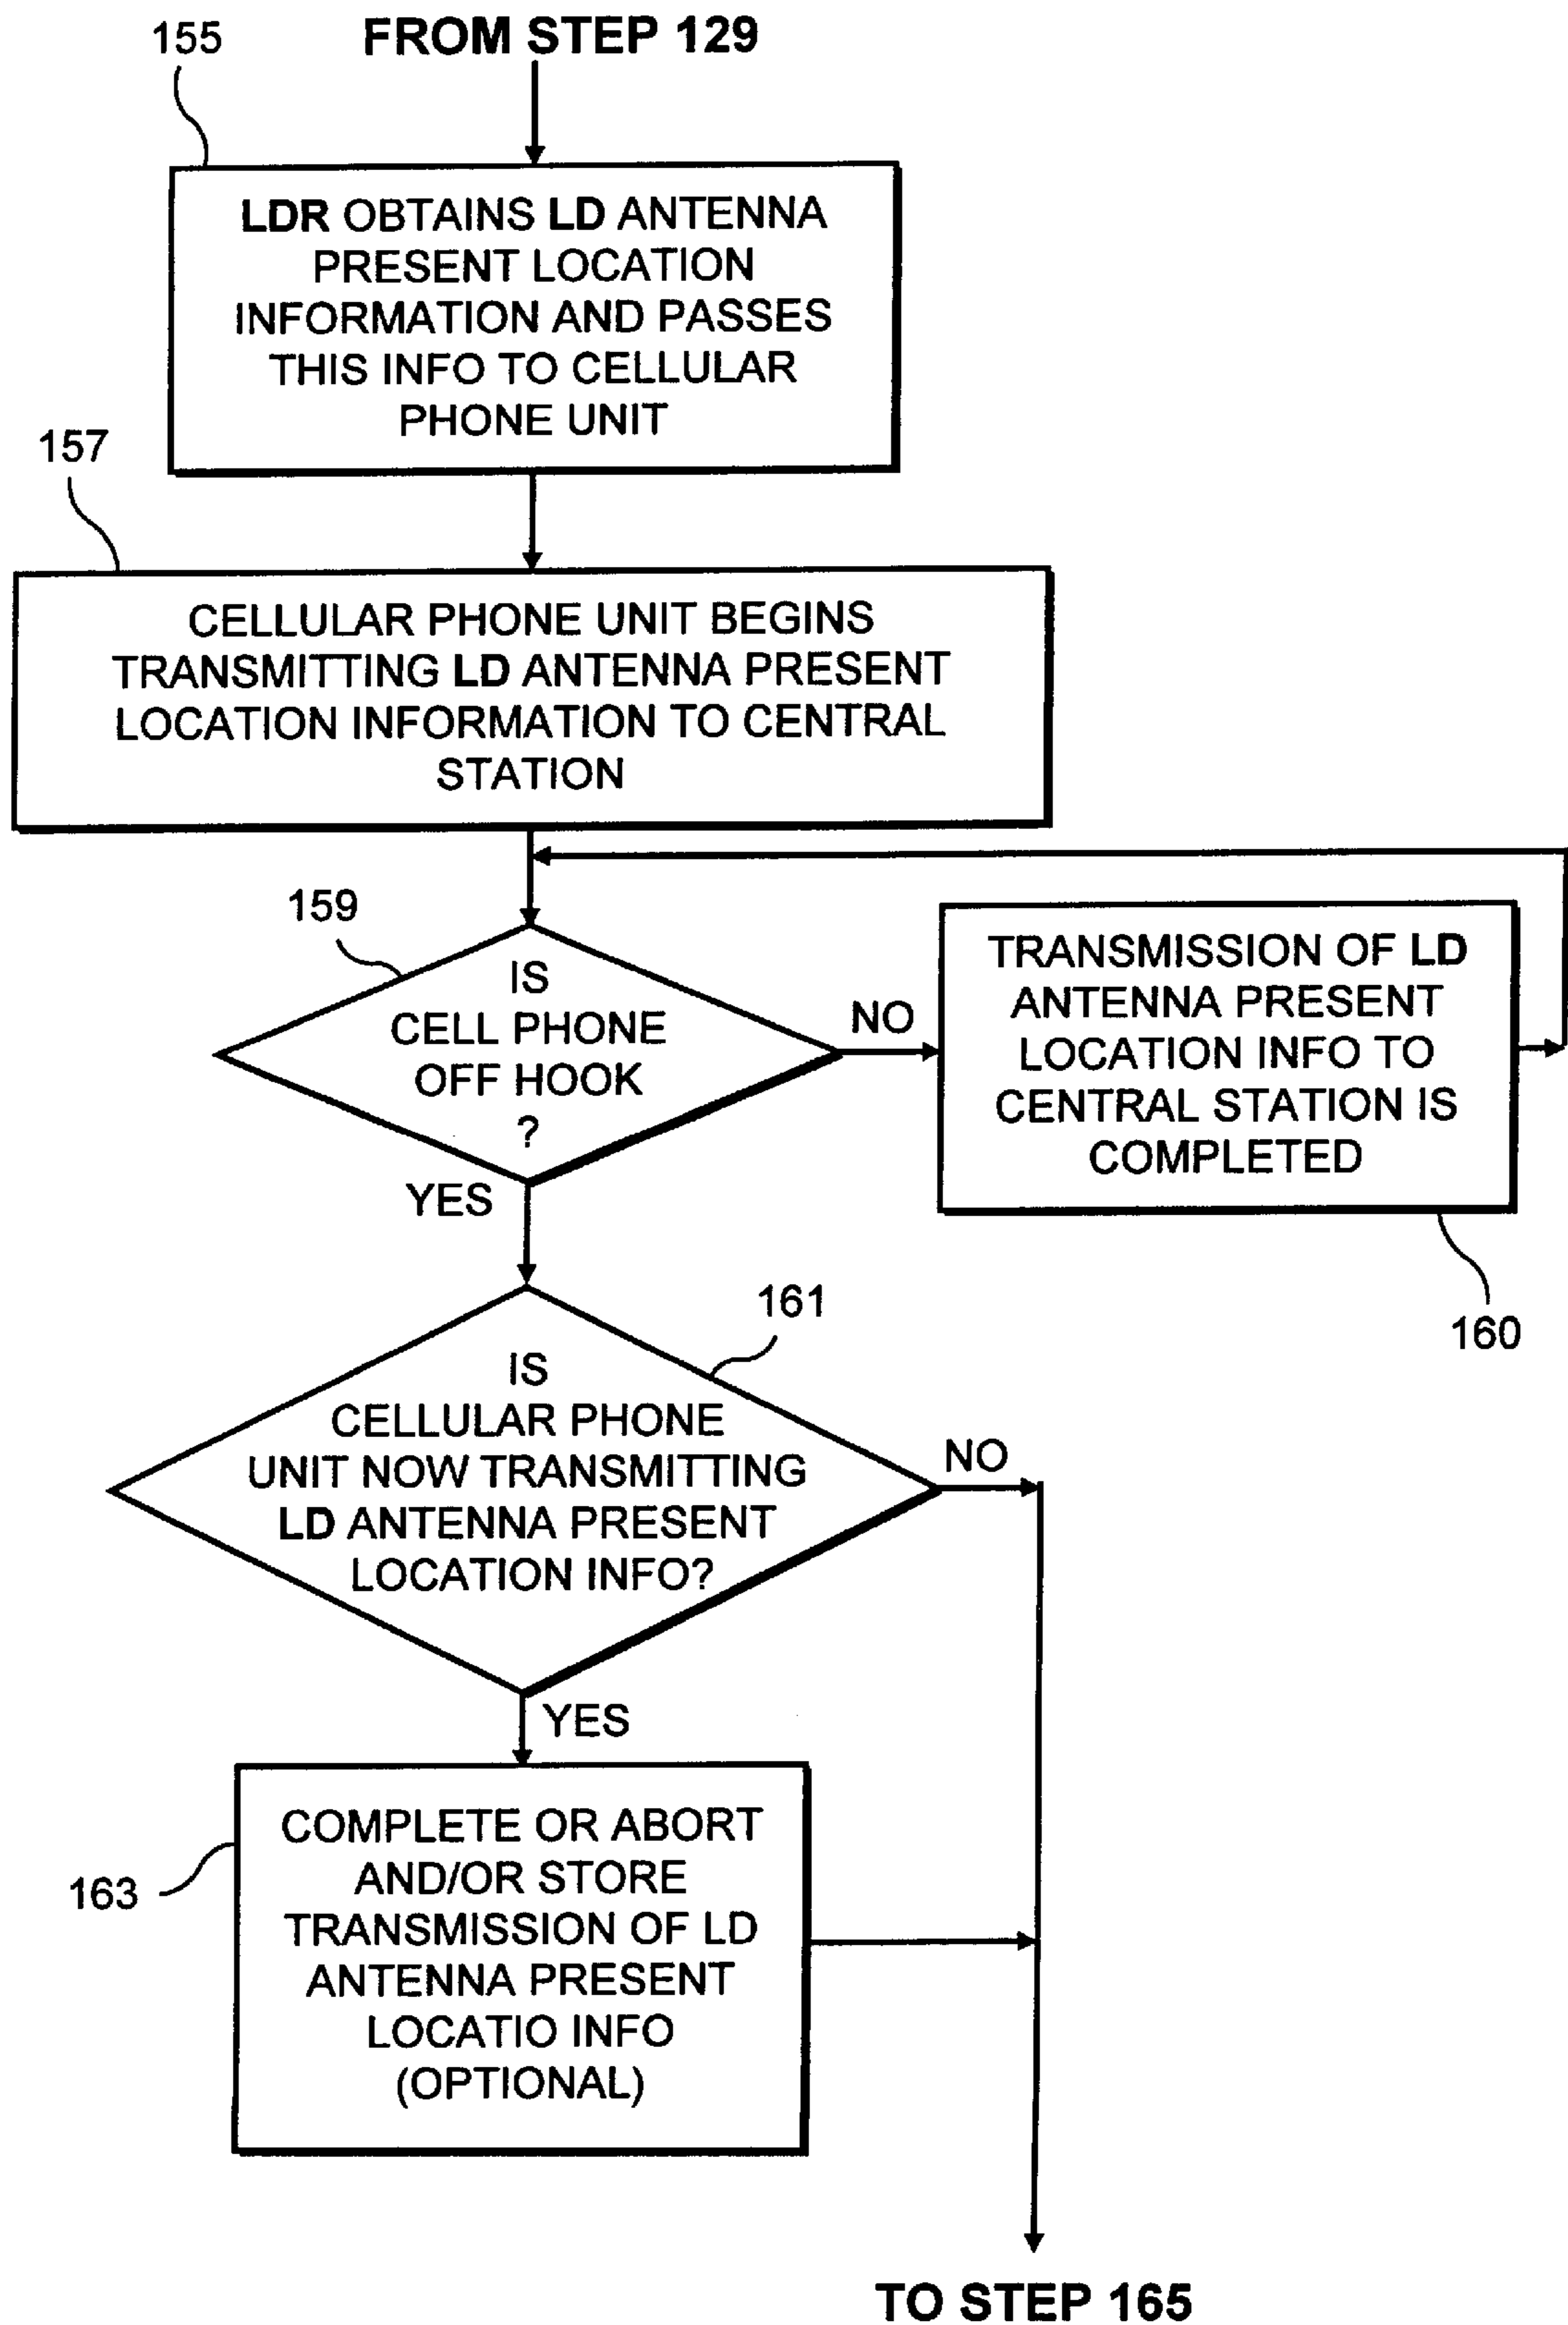 155
FROM STEP 129
LDR OBTAINS LD ANTENNA
PRESENT LOCATION
INFORMATION AND PASSES
THIS INFO TO CELLULAR
PHONE UNIT
157
CELLULAR PHONE UNIT BEGINS
TRANSMITTING LD ANTENNA PRESENT
LOCATION INFORMATION TO CENTRAL
STATION
159
IS
CELL PHONE
OFF HOOK
?
NO
YES
TRANSMISSION OF LD
ANTENNA PRESENT
LOCATION INFO TO
CENTRAL STATION IS
COMPLETED
160
161
IS
CELLULAR PHONE
UNIT NOW TRANSMITTING
LD ANTENNA PRESENT
LOCATION INFO?
NO
YES
163
COMPLETE OR ABORT
AND/OR STORE
TRANSMISSION OF LD
ANTENNA PRESENT
LOCATIO INFO
(OPTIONAL)
TO STEP 165